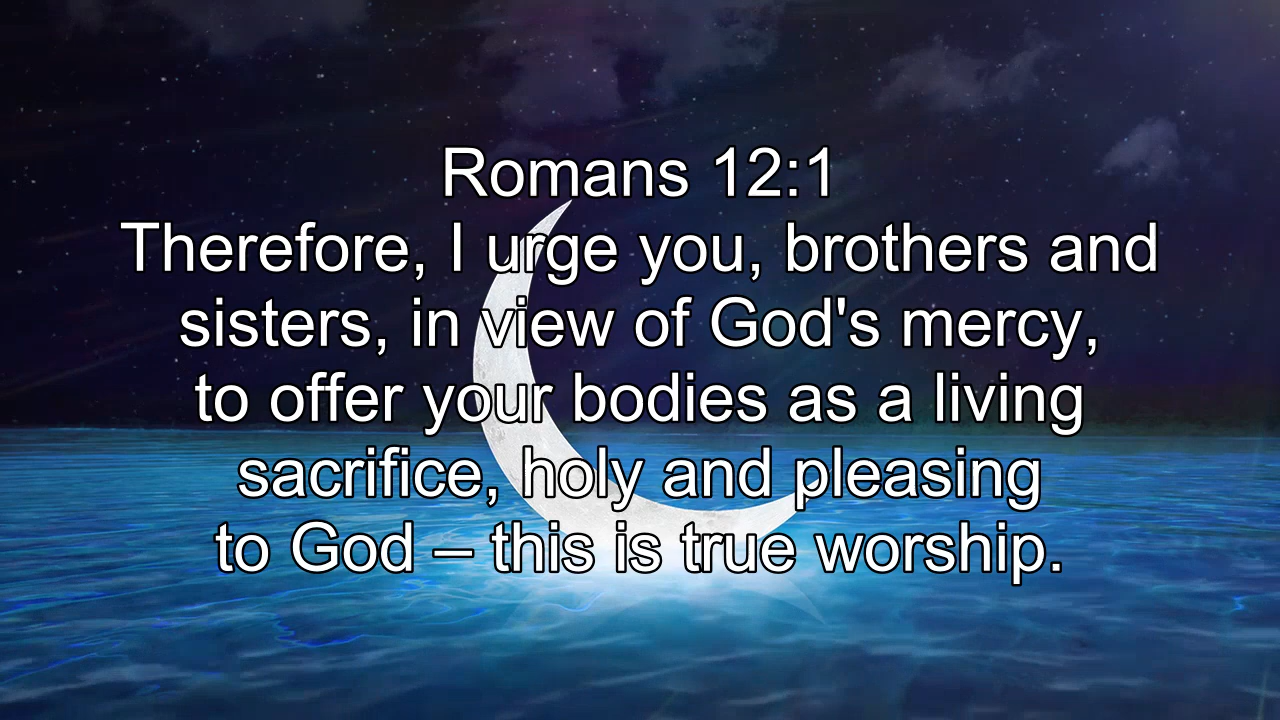 Romans 12:1
Therefore, I urge you, brothers and
sisters, in view of God's mercy,
to offer your bodies as a living
sacrifice, holy and pleasing
to God – this is true worship.